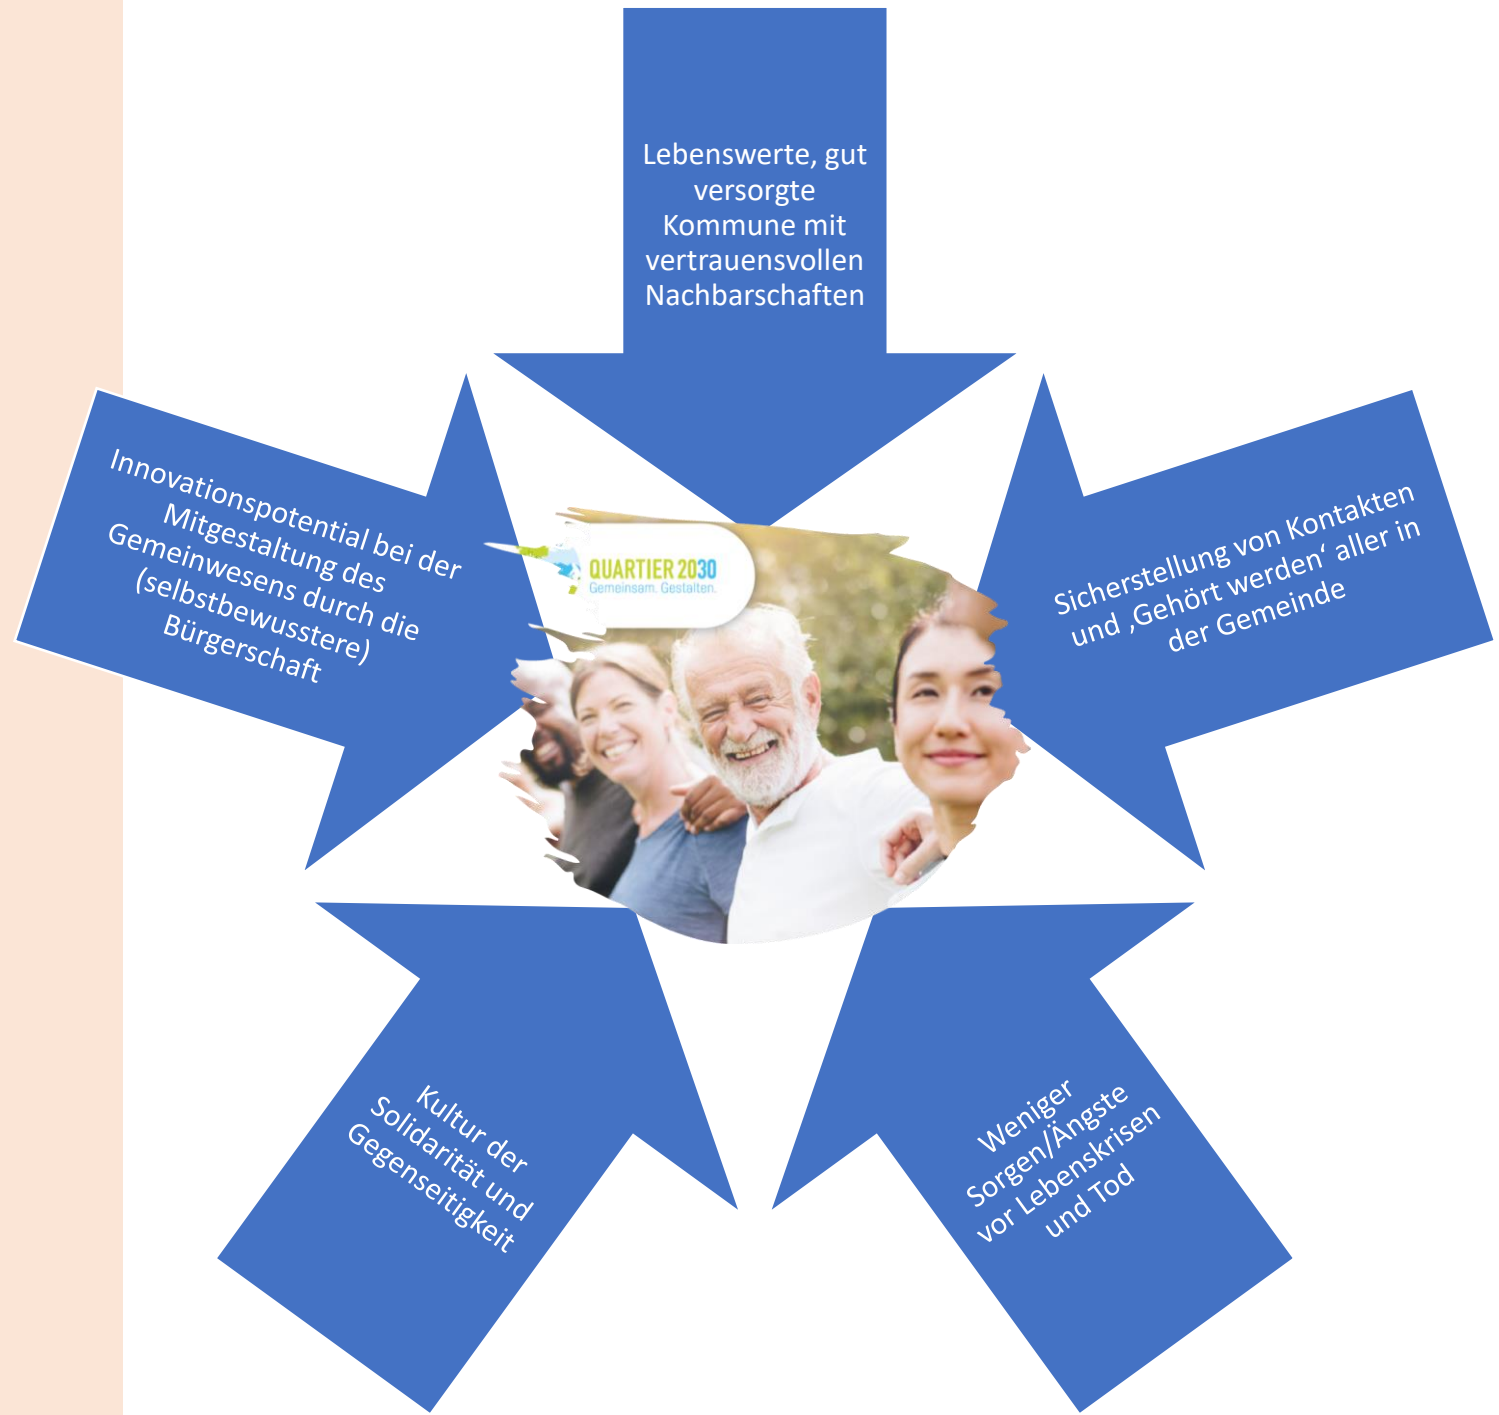 Lebenswerte, gut
versorgte
Kommune mit
vertrauensvollen
Nachbarschaften
Sicherstellung von Kontakten
und ‚Gehört werden‘ aller in
der Gemeinde
Weniger
Sorgen/Ängste
vor Lebenskrisen
und Tod
Kultur der
Solidarität und
Gegenseitigkeit
Innovationspotential bei der
Mitgestaltung des
Gemeinwesens durch die
(selbstbewusstere)
Bürgerschaft
QUARTIER 2030
Gemeinsam. Gestalten.